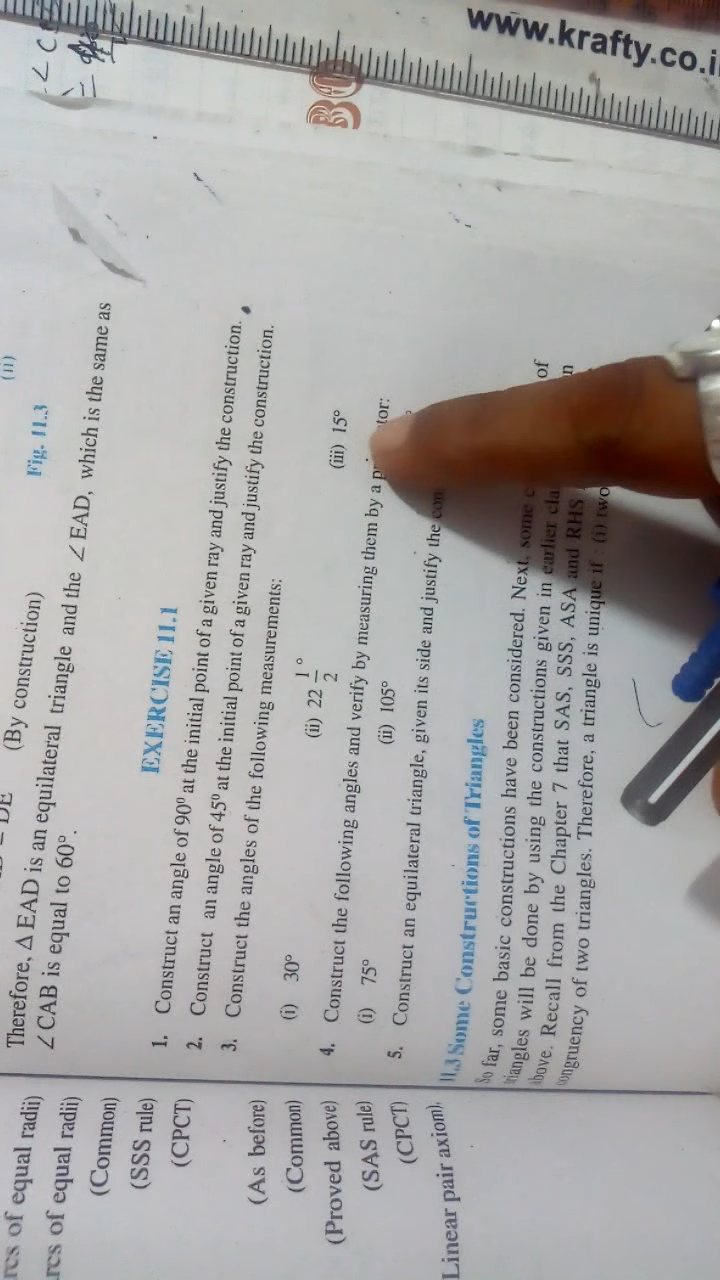 www.krafty.co.i
30
∠ C
=
(ii)
Fig. 11.3
(By construction)
Therefore, Δ EAD is an equilateral triangle and the ∠ EAD, which is the same as
∠ CAB is equal to 60°.
EXERCISE 11.1
1. Construct an angle of 90° at the initial point of a given ray and justify the construction.
2. Construct an angle of 45° at the initial point of a given ray and justify the construction.
3. Construct the angles of the following measurements:
(i) 30° (ii) 22 1/2° (iii) 15°
4. Construct the following angles and verify by measuring them by a p tor:
(i) 75° (ii) 105°
5. Construct an equilateral triangle, given its side and justify the con
11.3 Some Constructions of Triangles
So far, some basic constructions have been considered. Next, some c of
triangles will be done by using the constructions given in earlier cla n
above. Recall from the Chapter 7 that SAS, SSS, ASA and RHS
congruency of two triangles. Therefore, a triangle is unique if : (i) two
rcs of equal radii)
rcs of equal radii)
(Common)
(SSS rule)
(CPCT)
(As before)
(Common)
(Proved above)
(SAS rule)
(CPCT)
Linear pair axiom),